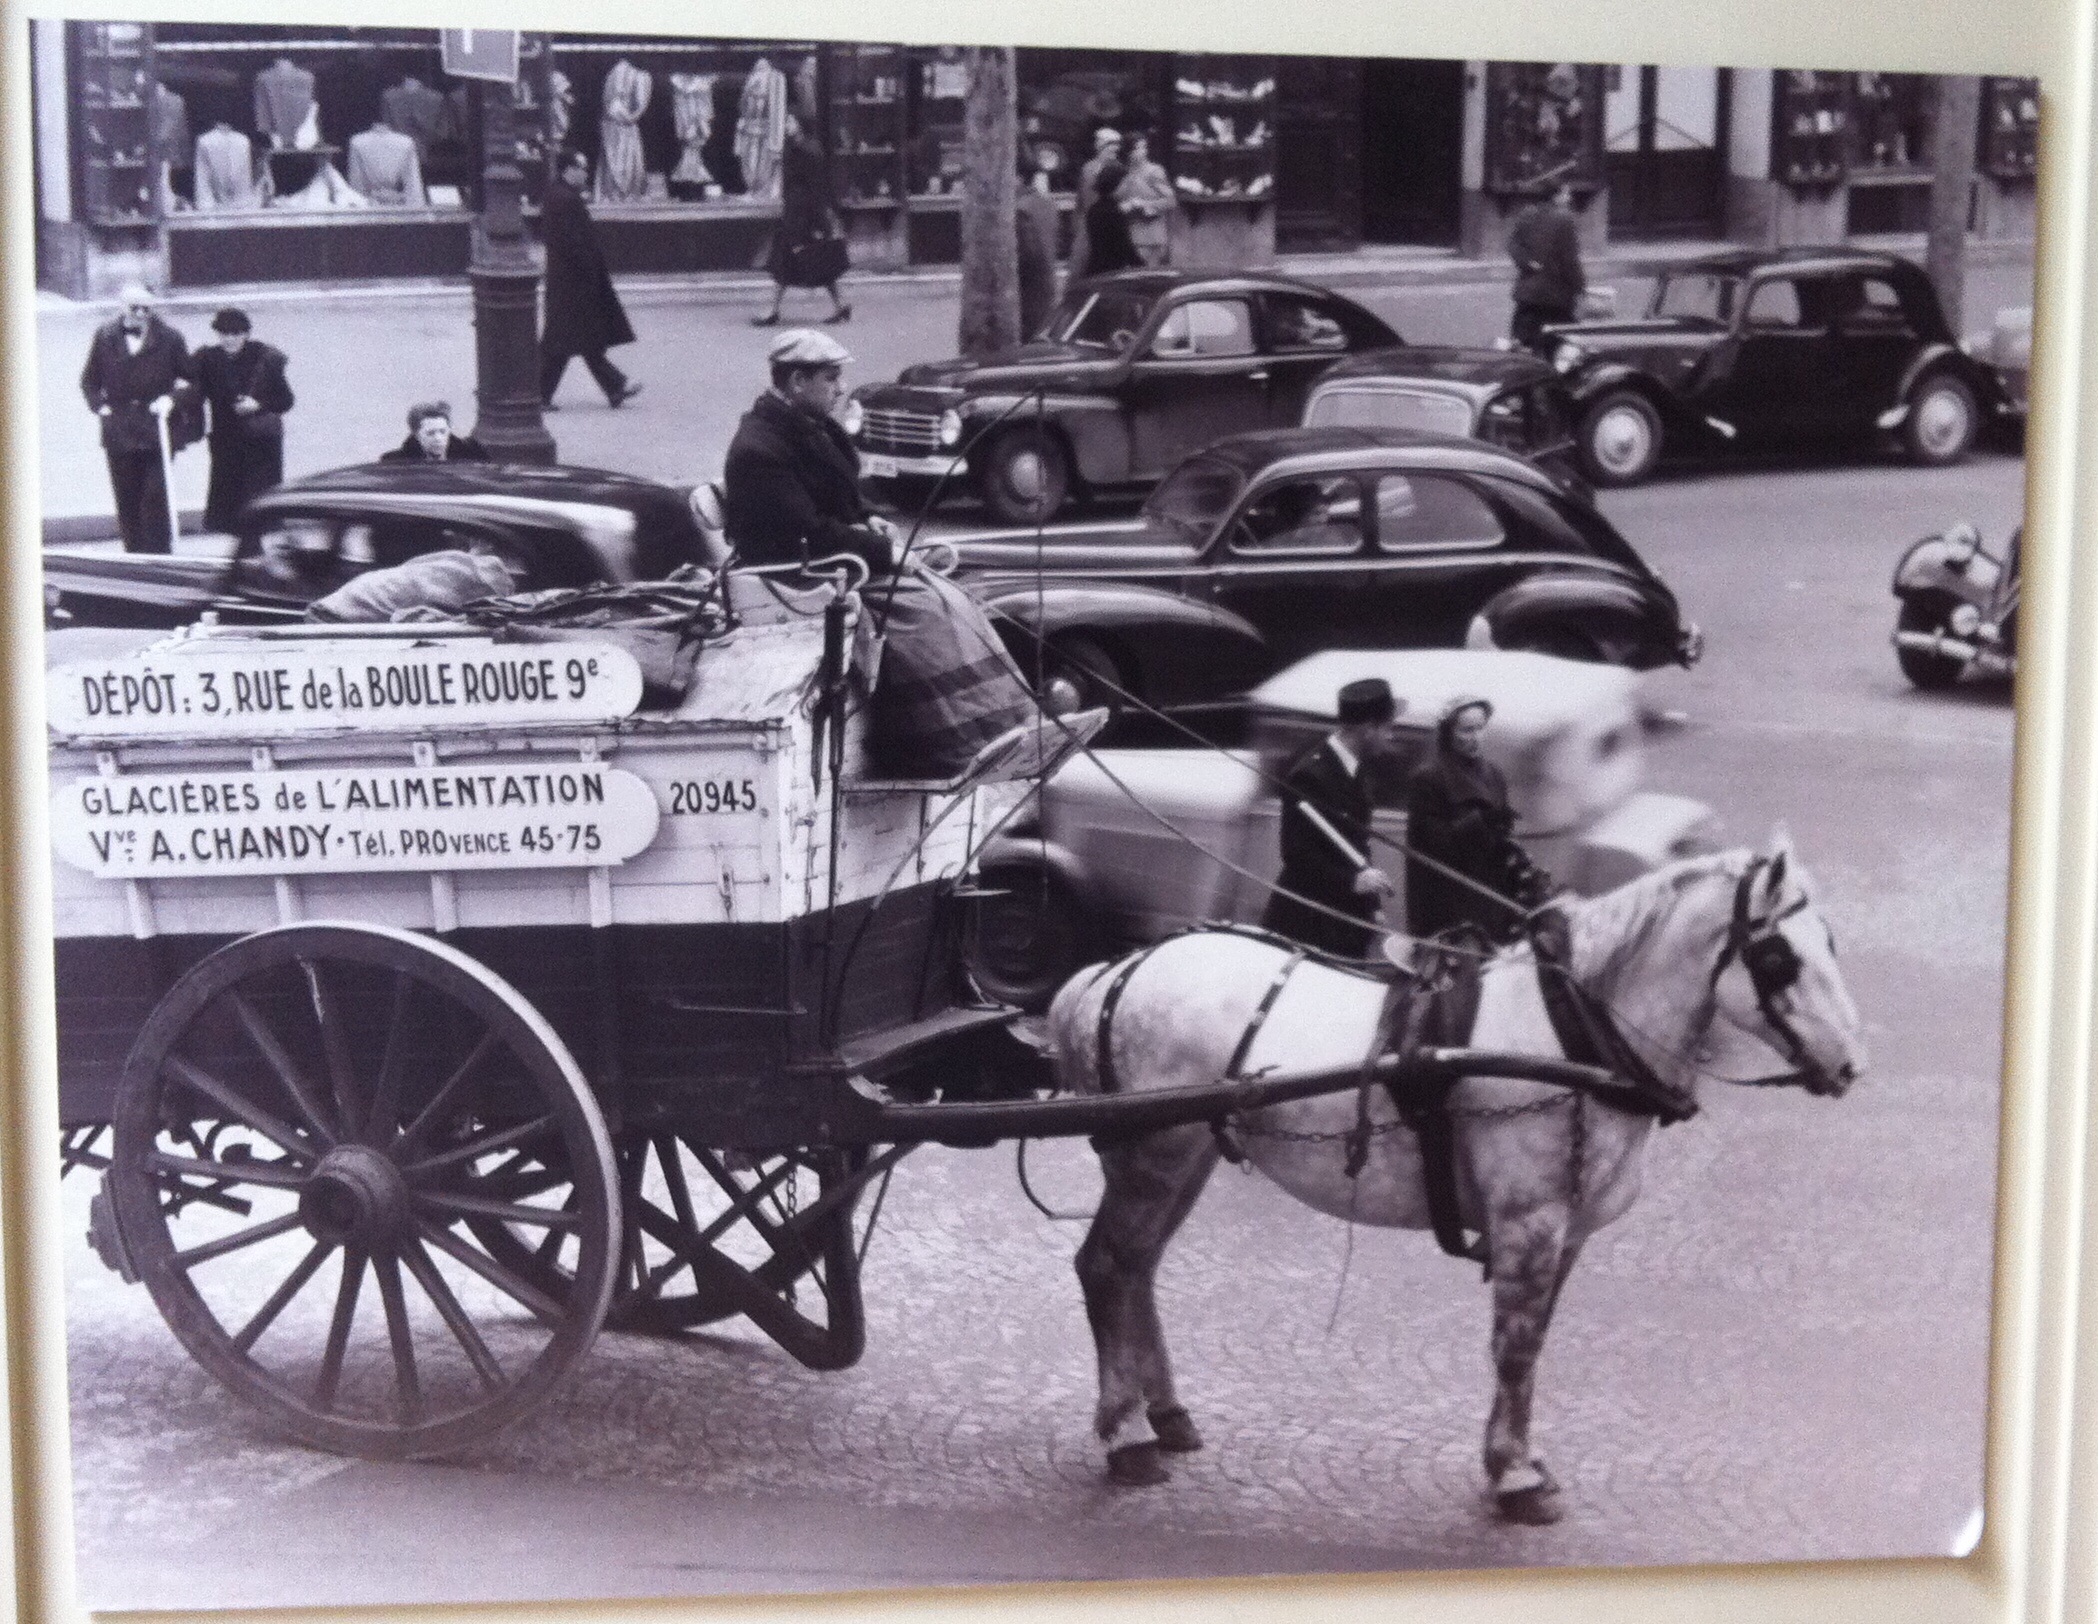 DÉPÔT: 3, RUE de la BOULE ROUGE 9e
GLACIÈRES de L'ALIMENTATION
Vve A. CHANDY · Tél. PROVENCE 45·75
20945